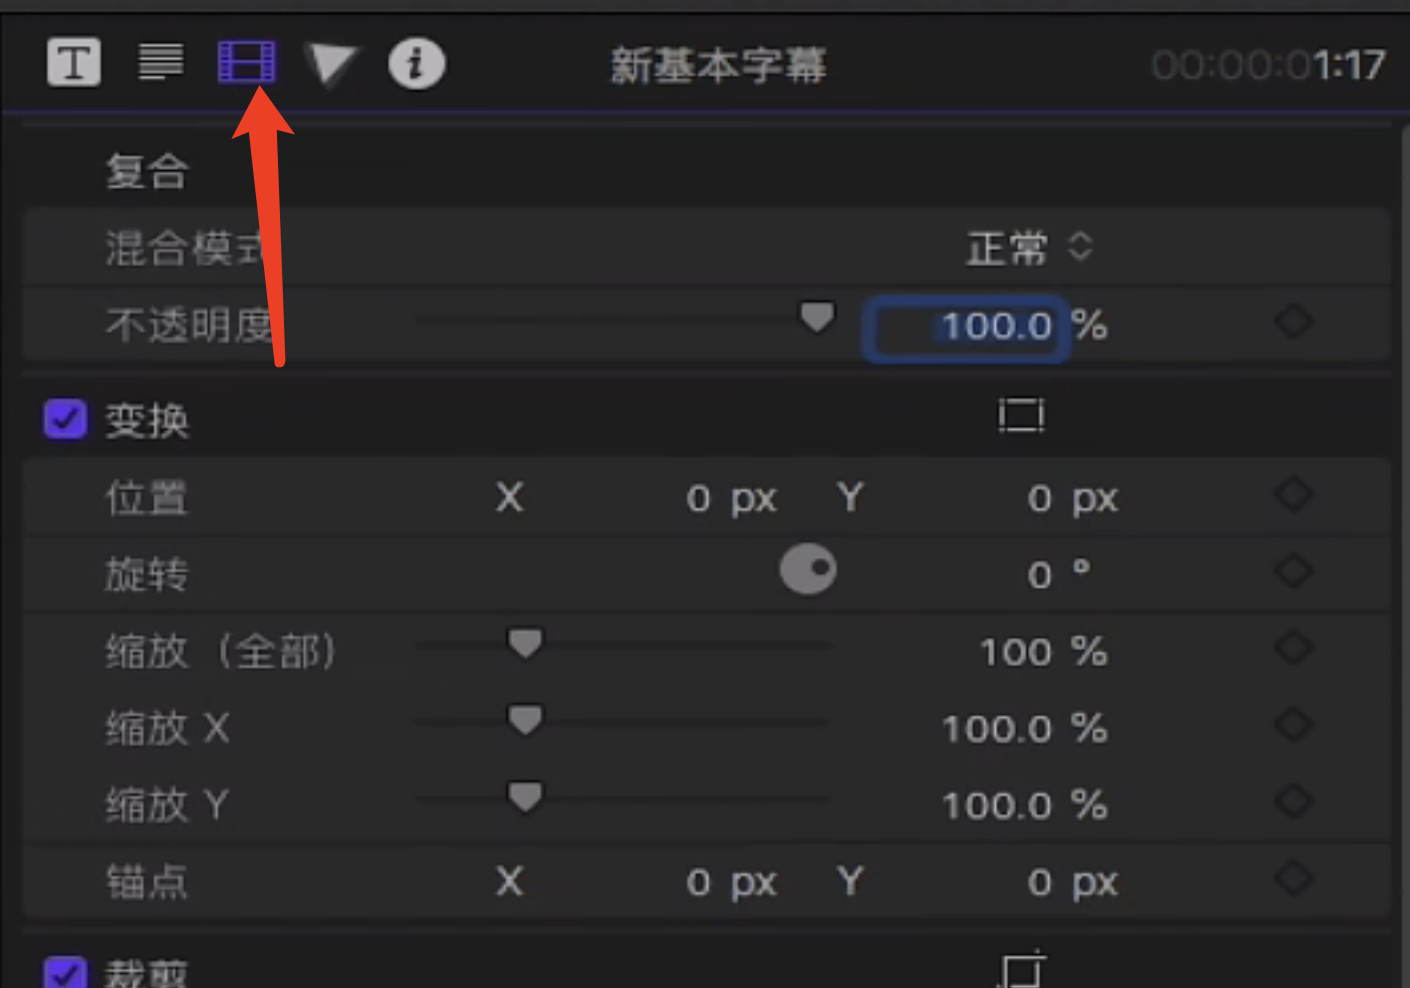 T i 新基本字幕 00:00:01:17
复合
混合模式 正常
不透明度 100.0 %
变换
位置 X 0 px Y 0 px
旋转 0 °
缩放（全部） 100 %
缩放 X 100.0 %
缩放 Y 100.0 %
锚点 X 0 px Y 0 px
裁剪